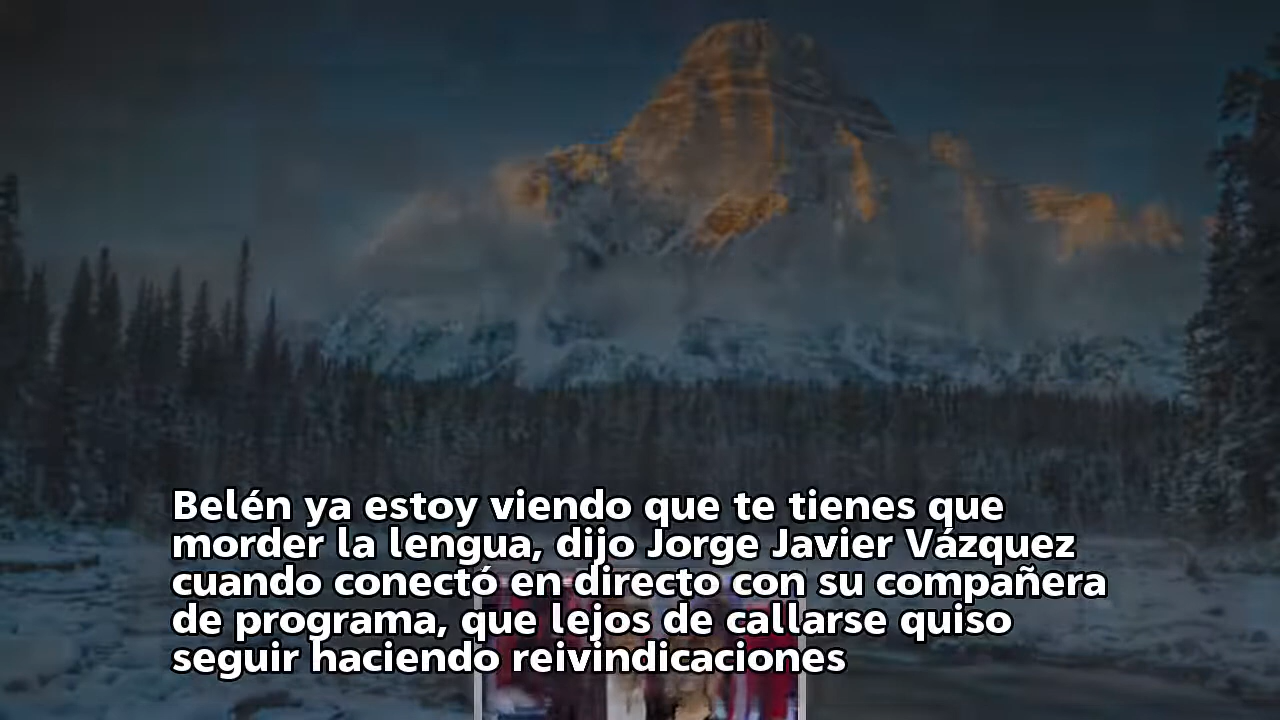 Belén ya estoy viendo que te tienes que
morder la lengua, dijo Jorge Javier Vázquez
cuando conectó en directo con su compañera
de programa, que lejos de callarse quiso
seguir haciendo reivindicaciones